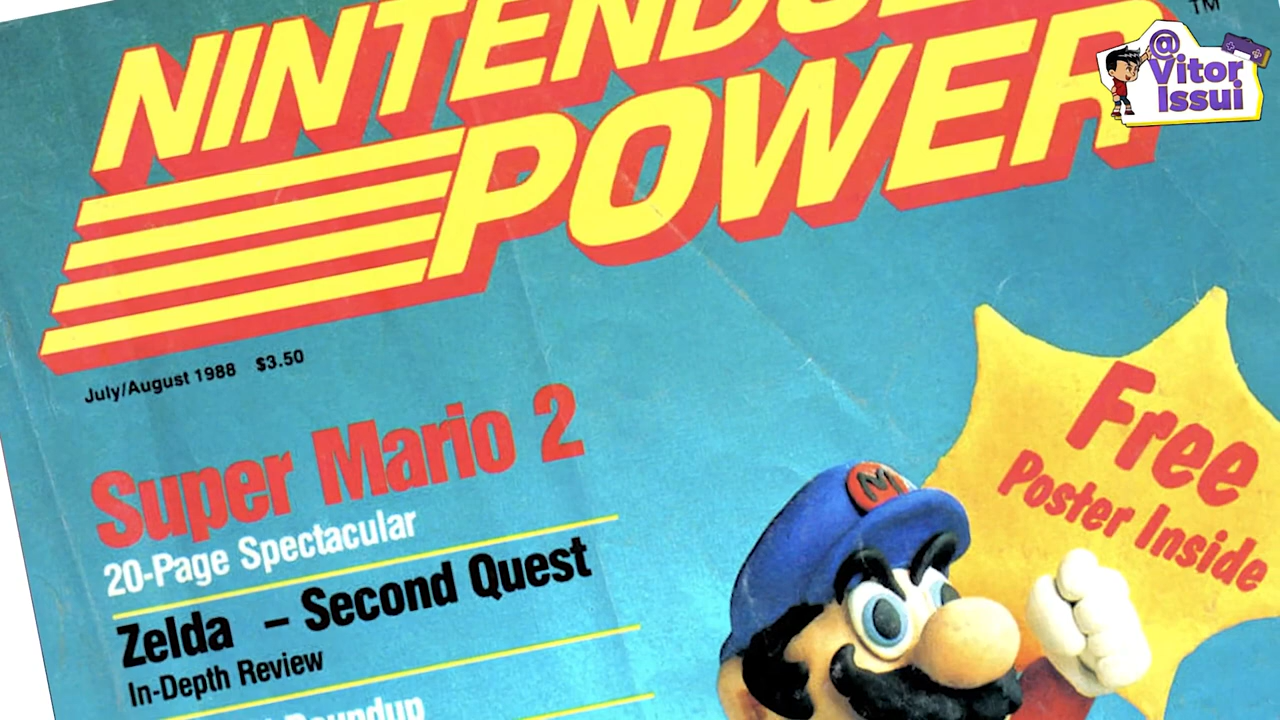 NINTENDO
POWER
TM
@
Vitor
Issui
July/August 1988 $3.50
Super Mario 2
20-Page Spectacular
Zelda – Second Quest
In-Depth Review
Roundup
Free
Poster Inside
M